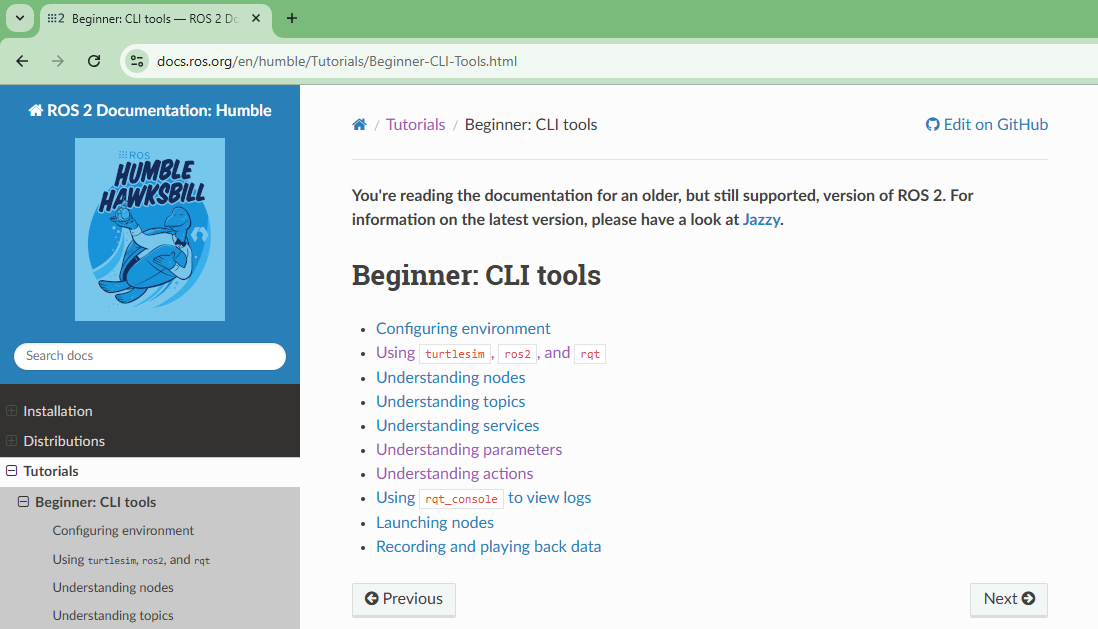 Beginner: CLI tools — ROS 2 Do
docs.ros.org/en/humble/Tutorials/Beginner-CLI-Tools.html
ROS 2 Documentation: Humble
ROS
HUMBLE
HAWKSBILL
Search docs
Installation
Distributions
Tutorials
Beginner: CLI tools
Configuring environment
Using turtlesim, ros2, and rqt
Understanding nodes
Understanding topics
/ Tutorials / Beginner: CLI tools
Edit on GitHub
You're reading the documentation for an older, but still supported, version of ROS 2. For
information on the latest version, please have a look at Jazzy.
Beginner: CLI tools
• Configuring environment
• Using turtlesim, ros2, and rqt
• Understanding nodes
• Understanding topics
• Understanding services
• Understanding parameters
• Understanding actions
• Using rqt_console to view logs
• Launching nodes
• Recording and playing back data
Previous
Next